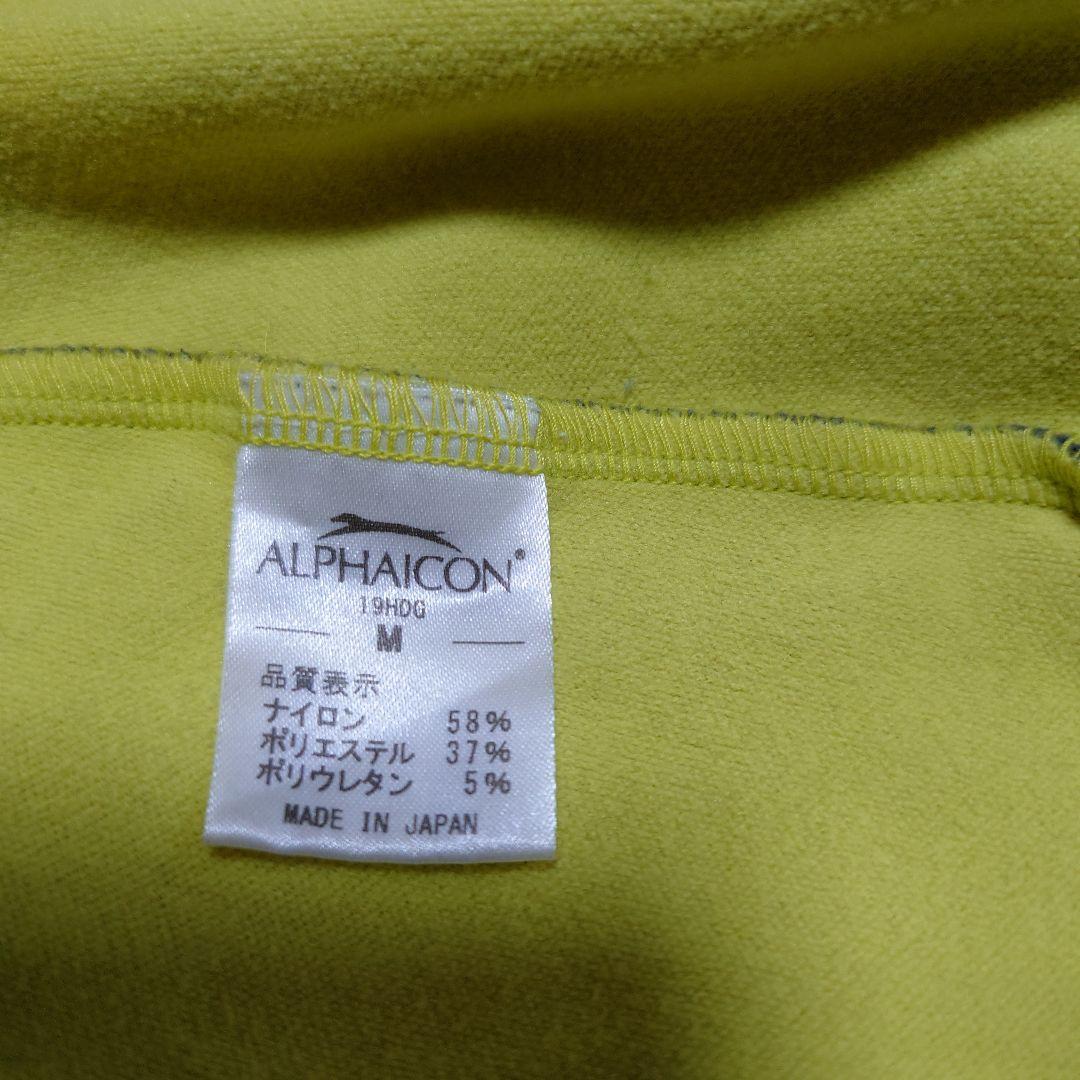 ALPHAICON®
19HDG
M
品質表示
ナイロン 58%
ポリエステル 37%
ポリウレタン 5%
MADE IN JAPAN